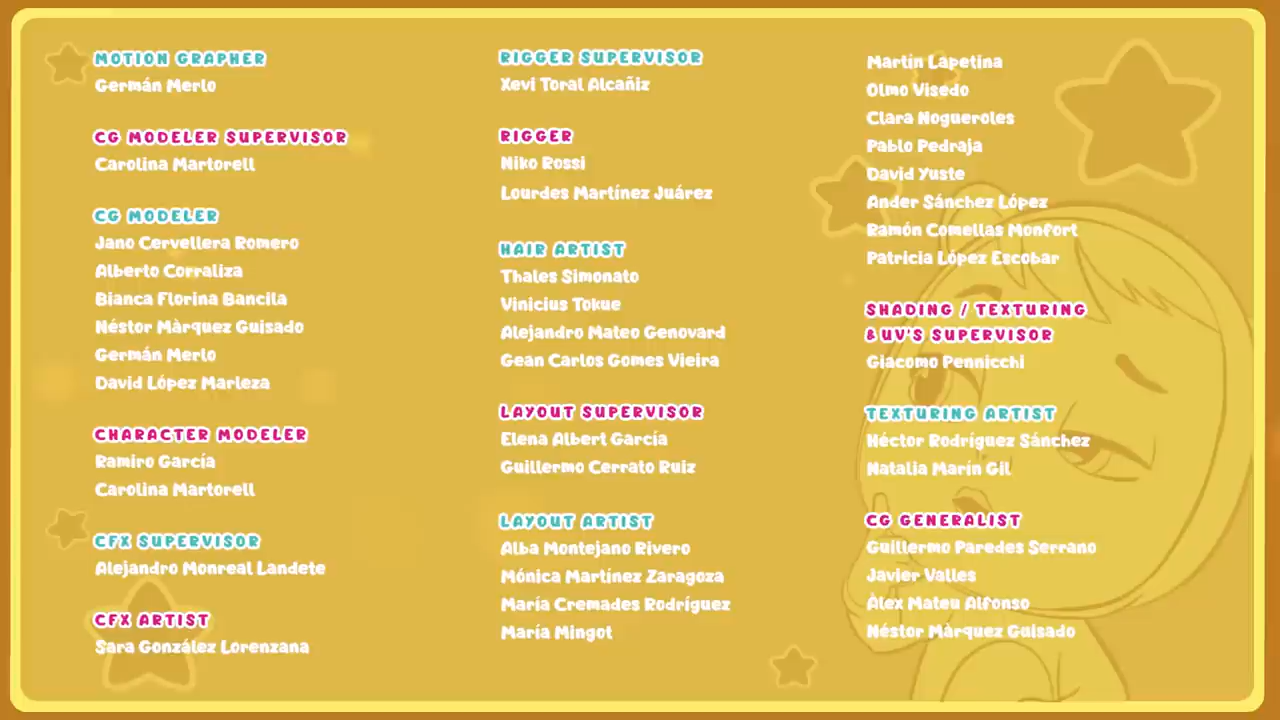 MOTION GRAPHER
Germán Merlo
CG MODELER SUPERVISOR
Carolina Martorell
CG MODELER
Jano Cervellera Romero
Alberto Corraliza
Bianca Florina Bancila
Néstor Màrquez Guisado
Germán Merlo
David López Marleza
CHARACTER MODELER
Ramiro García
Carolina Martorell
CFX SUPERVISOR
Alejandro Monreal Landete
CFX ARTIST
Sara González Lorenzana
RIGGER SUPERVISOR
Xevi Toral Alcañiz
RIGGER
Niko Rossi
Lourdes Martínez Juárez
HAIR ARTIST
Thales Simonato
Vinicius Tokue
Alejandro Mateo Genovard
Gean Carlos Gomes Vieira
LAYOUT SUPERVISOR
Elena Albert García
Guillermo Cerrato Ruiz
LAYOUT ARTIST
Alba Montejano Rivero
Mónica Martínez Zaragoza
María Cremades Rodríguez
María Mingot
Martín Lapetina
Olmo Visedo
Clara Nogueroles
Pablo Pedraja
David Yuste
Ander Sánchez López
Ramón Comellas Monfort
Patricia López Escobar
SHADING / TEXTURING
& UV'S SUPERVISOR
Giacomo Pennicchi
TEXTURING ARTIST
Héctor Rodríguez Sánchez
Natalia Marín Gil
CG GENERALIST
Guillermo Paredes Serrano
Javier Valles
Àlex Mateu Alfonso
Néstor Màrquez Guisado